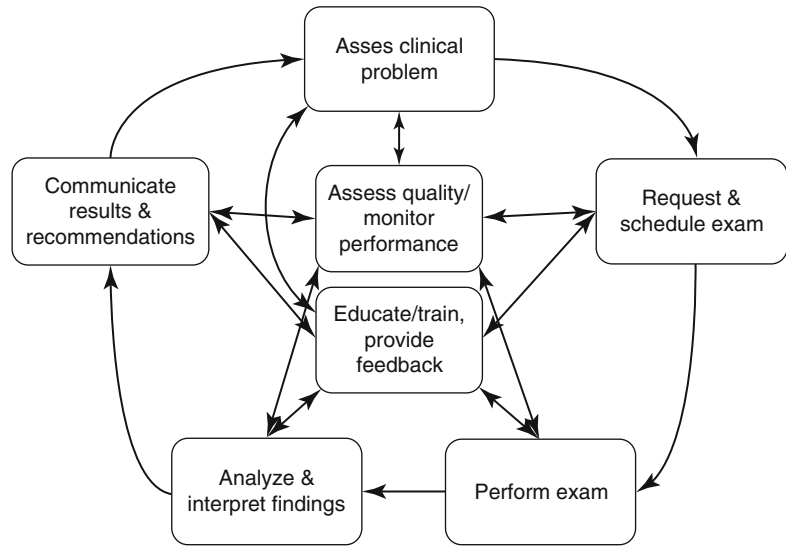 Asses clinical
problem
Communicate
results &
recommendations
Assess quality/
monitor
performance
Request &
schedule exam
Educate/train,
provide
feedback
Analyze &
interpret findings
Perform exam